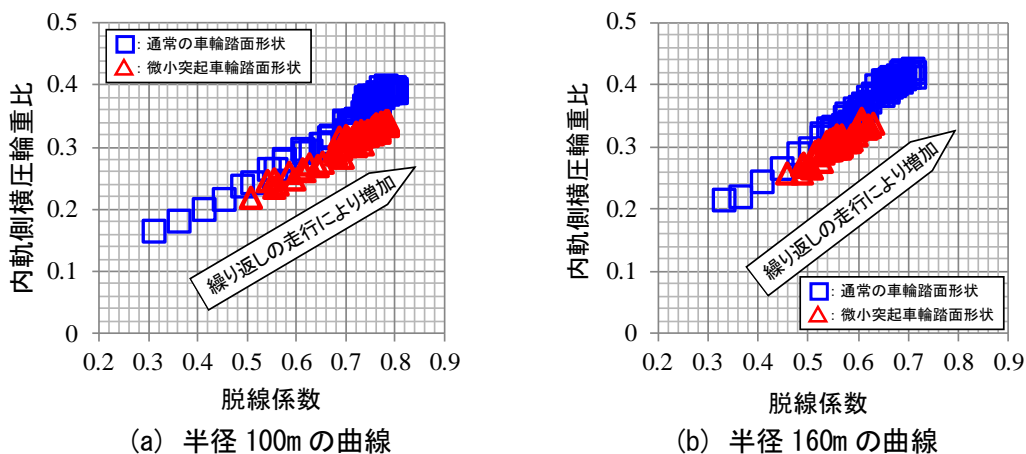 0.5
0.4
0.3
0.2
0.1
0
内軌側横圧輪重比
□: 通常の車輪踏面形状
△: 微小突起車輪踏面形状
繰り返しの走行により増加
0.2 0.3 0.4 0.5 0.6 0.7 0.8 0.9
脱線係数
(a) 半径 100m の曲線
0.5
0.4
0.3
0.2
0.1
0
内軌側横圧輪重比
繰り返しの走行により増加
□: 通常の車輪踏面形状
△: 微小突起車輪踏面形状
0.2 0.3 0.4 0.5 0.6 0.7 0.8 0.9
脱線係数
(b) 半径 160m の曲線